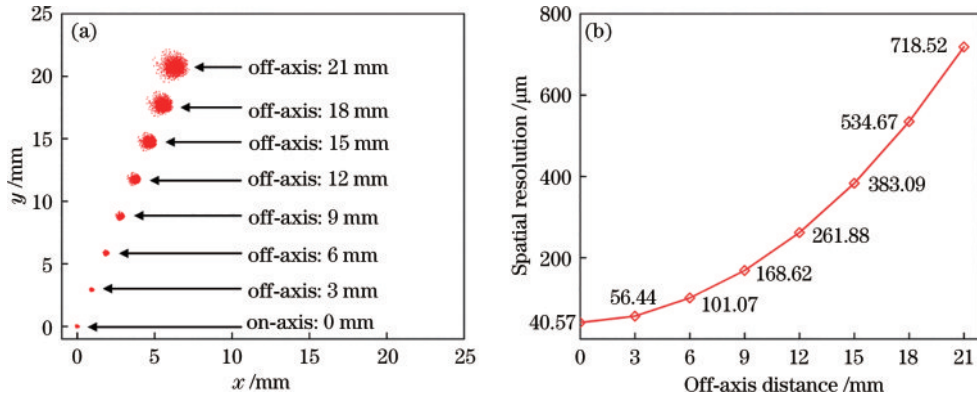 (a)
25
20
15
10
5
0
y /mm
off-axis: 21 mm
off-axis: 18 mm
off-axis: 15 mm
off-axis: 12 mm
off-axis: 9 mm
off-axis: 6 mm
off-axis: 3 mm
on-axis: 0 mm
0 5 10 15 20 25
x /mm
(b)
800
600
400
200
Spatial resolution /μm
718.52
534.67
383.09
261.88
168.62
101.07
56.44
40.57
0 3 6 9 12 15 18 21
Off-axis distance /mm